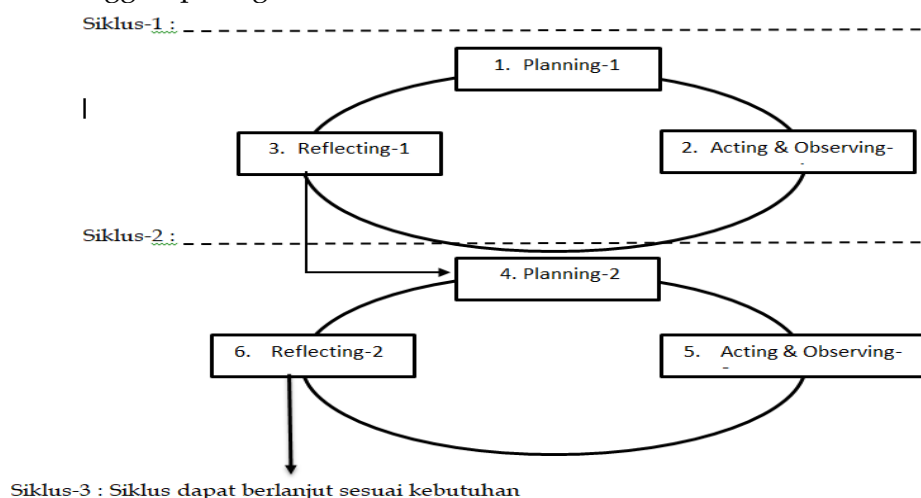 Siklus-1 :
1. Planning-1
3. Reflecting-1
2. Acting & Observing-
Siklus-2 :
4. Planning-2
6. Reflecting-2
5. Acting & Observing-
Siklus-3 : Siklus dapat berlanjut sesuai kebutuhan